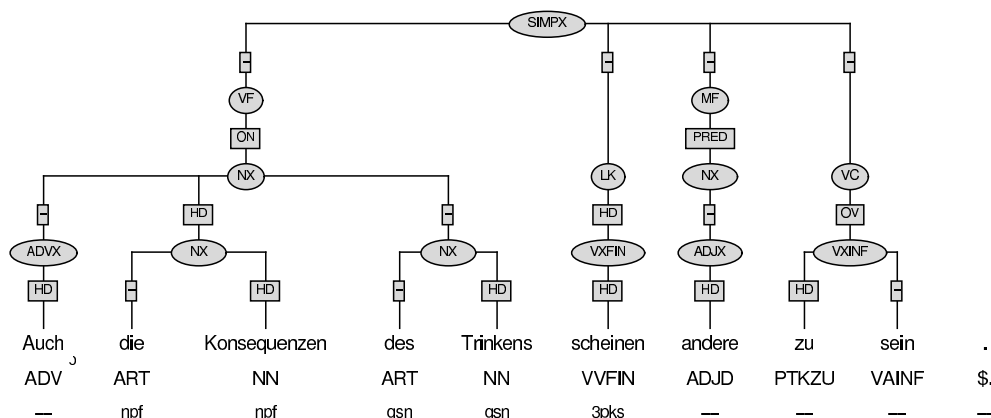 SIMPX
– – – –
VF MF
ON PRED
NX LK NX VC
– HD – HD – OV
ADVX NX NX VXFIN ADJX VXINF
HD – HD – HD HD HD HD –
Auch die Konsequenzen des Trinkens scheinen andere zu sein .
ADV ART NN ART NN VVFIN ADJD PTKZU VAINF $.
–– npf npf gsn gsn 3pks –– –– –– ––